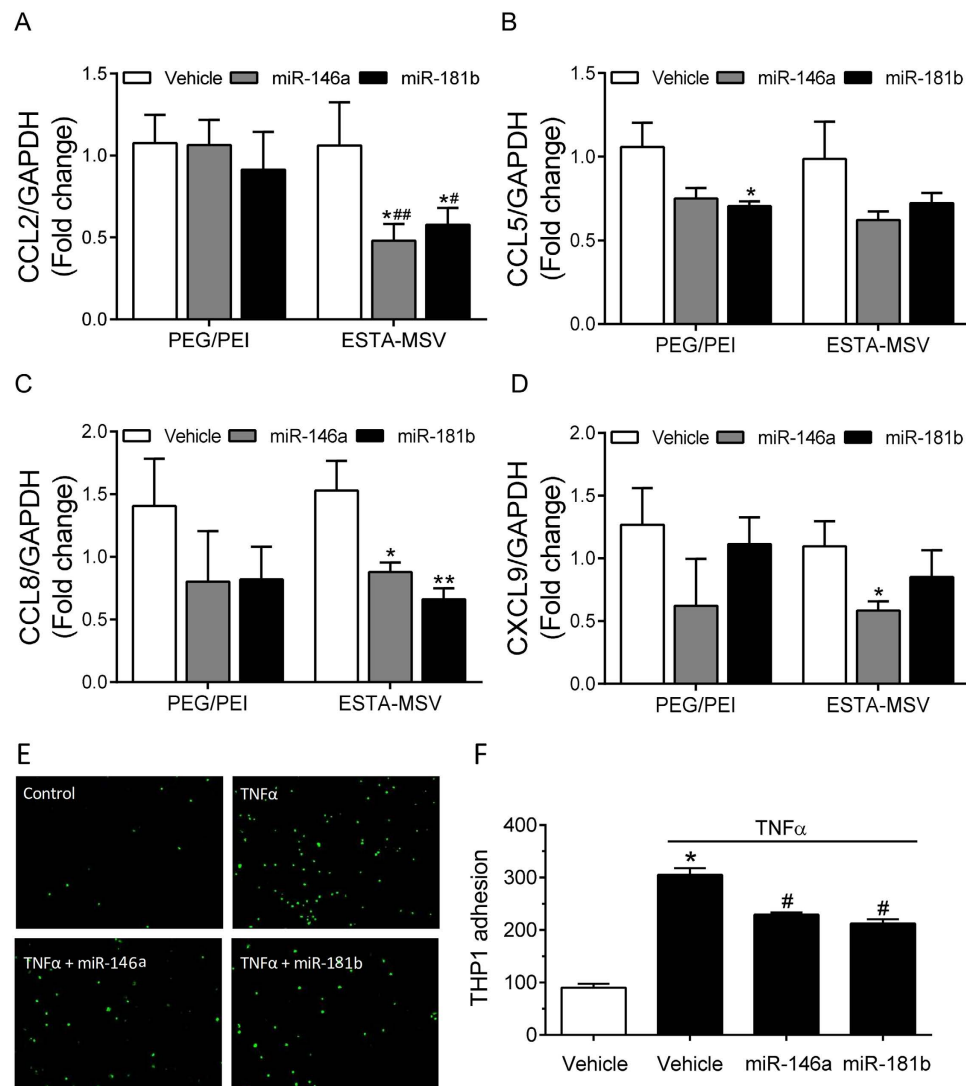 A
1.5
Vehicle miR-146a miR-181b
CCL2/GAPDH
(Fold change)
1.0
*## *#
0.5
0.0
PEG/PEI ESTA-MSV
B
1.5
Vehicle miR-146a miR-181b
CCL5/GAPDH
(Fold change)
1.0
*
0.5
0.0
PEG/PEI ESTA-MSV
C
2.0
Vehicle miR-146a miR-181b
CCL8/GAPDH
(Fold change)
1.5
1.0
* **
0.5
0.0
PEG/PEI ESTA-MSV
D
2.0
Vehicle miR-146a miR-181b
CXCL9/GAPDH
(Fold change)
1.5
1.0
*
0.5
0.0
PEG/PEI ESTA-MSV
E
Control
TNFα
TNFα + miR-146a
TNFα + miR-181b
F
TNFα
THP1 adhesion
400
300
200
100
0
* # #
Vehicle Vehicle miR-146a miR-181b